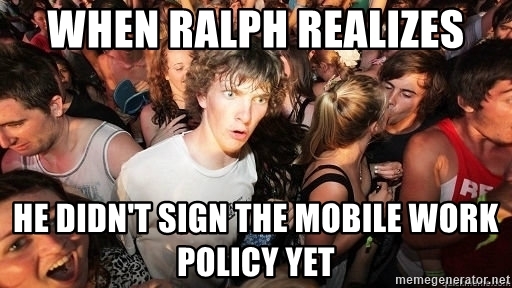 WHEN RALPH REALIZES
HE DIDN'T SIGN THE MOBILE WORK
POLICY YET
memegenerator.net